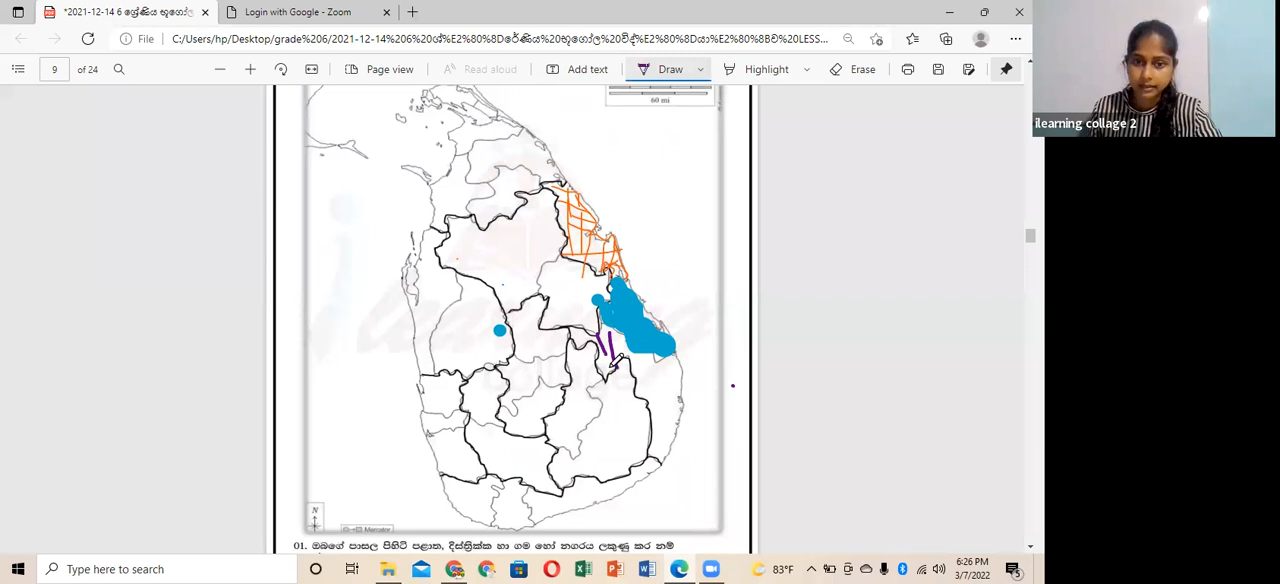 *2021-12-14 6 ශ්‍රේණිය භූගෝල
Login with Google - Zoom
File
C:/Users/hp/Desktop/grade%206/2021-12-14%206%20ශ්%E2%80%8Dරේණිය%20භූගෝල%20විද්%E2%80%8Dයා%E2%80%8Bව%20LESS...
9 of 24
Page view
Read aloud
Add text
Draw
Highlight
Erase
60 mi
ilearning collage 2
N
Mercator
01. ඔබගේ පාසල පිහිටි පළාත, දිස්ත්‍රික්ක හා ගම හෝ නගරය ලකුණු කර නම්
Type here to search
83°F
6:26 PM
3/7/2022
5